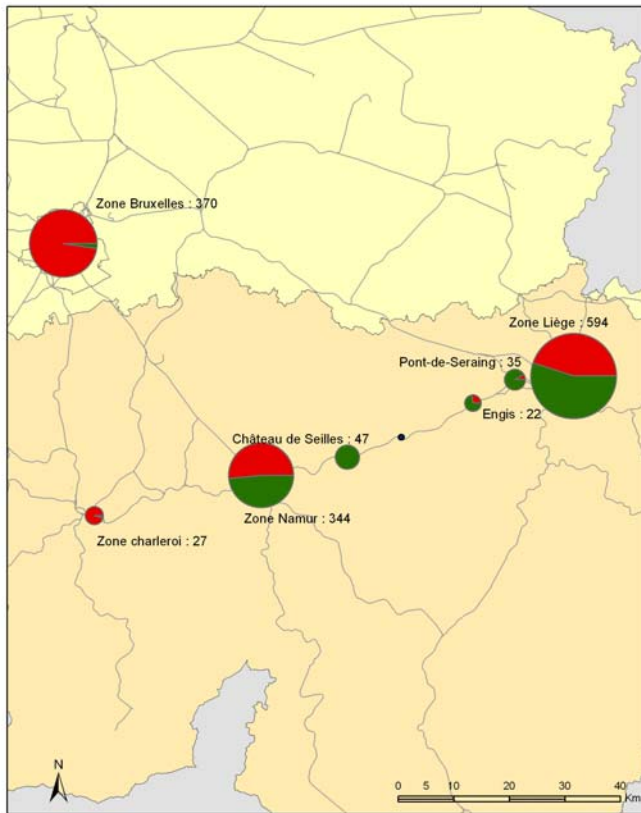 Zone Bruxelles : 370
Zone Liège : 594
Pont-de-Seraing : 35
Engis : 22
Château de Seilles : 47
Zone Namur : 344
Zone charleroi : 27
N
0 5 10 20 30 40
Km